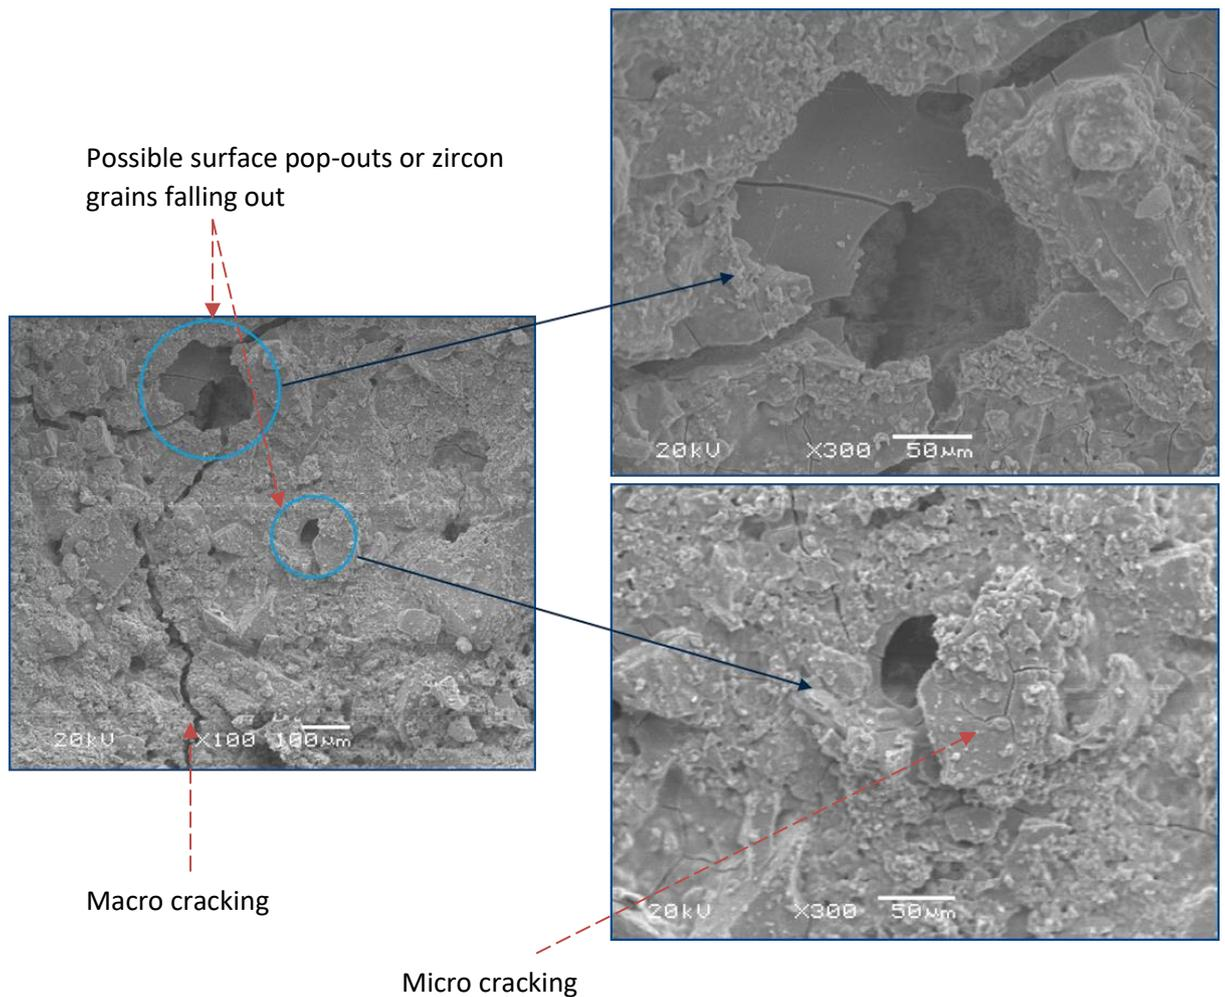 Possible surface pop-outs or zircon
grains falling out
20kV X300 50μm
20kV X100 100μm
20kV X300 50μm
Macro cracking
Micro cracking